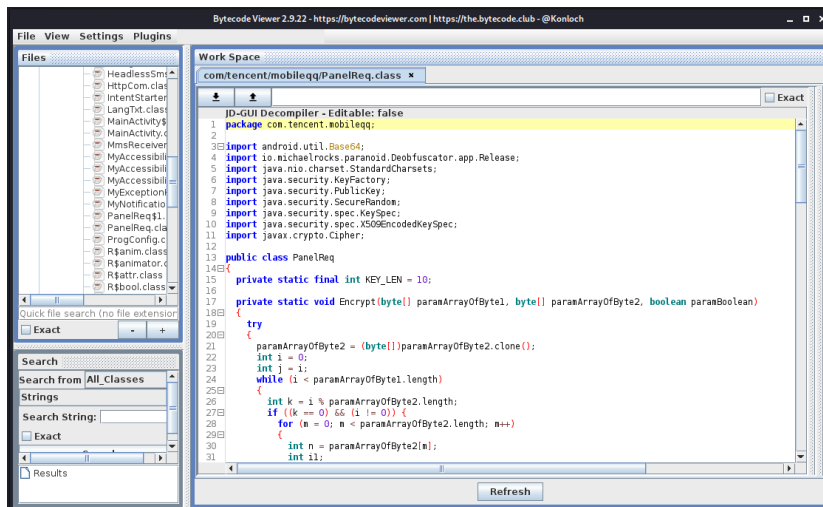 Bytecode Viewer 2.9.22 - https://bytecodeviewer.com | https://the.bytecode.club - @Konloch
File View Settings Plugins
Files
HeadlessSms
HttpCom.clas
IntentStarter
LangTxt.class
MainActivity$
MainActivity.c
MmsReceiver
MyAccessibili
MyAccessibili
MyAccessibili
MyExceptionH
MyNotificatio
PanelReq$1.
PanelReq.cla
ProgConfig.c
R$anim.class
R$animator.c
R$attr.class
R$bool.class
Quick file search (no file extension
Exact - +
Search
Search from All_Classes
Strings
Search String:
Exact
Results
Work Space
com/tencent/mobileqq/PanelReq.class ×
Exact
JD-GUI Decompiler - Editable: false
1 package com.tencent.mobileqq;
2
3 import android.util.Base64;
4 import io.michaelrocks.paranoid.Deobfuscator.app.Release;
5 import java.nio.charset.StandardCharsets;
6 import java.security.KeyFactory;
7 import java.security.PublicKey;
8 import java.security.SecureRandom;
9 import java.security.spec.KeySpec;
10 import java.security.spec.X509EncodedKeySpec;
11 import javax.crypto.Cipher;
12
13 public class PanelReq
14 {
15 private static final int KEY_LEN = 10;
16
17 private static void Encrypt(byte[] paramArrayOfByte1, byte[] paramArrayOfByte2, boolean paramBoolean)
18 {
19 try
20 {
21 paramArrayOfByte2 = (byte[])paramArrayOfByte2.clone();
22 int i = 0;
23 int j = i;
24 while (i < paramArrayOfByte1.length)
25 {
26 int k = i % paramArrayOfByte2.length;
27 if ((k == 0) && (i != 0)) {
28 for (m = 0; m < paramArrayOfByte2.length; m++)
29 {
30 int n = paramArrayOfByte2[m];
31 int i1;
Refresh